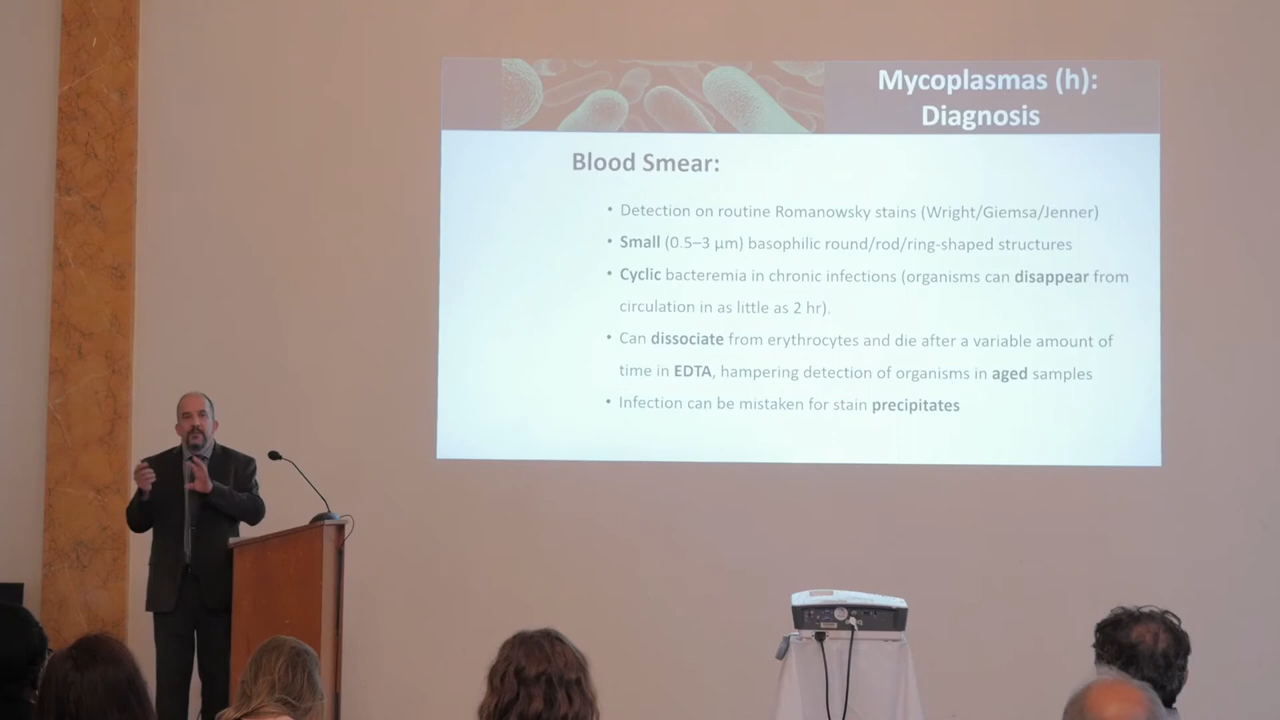 Mycoplasmas (h):
Diagnosis
Blood Smear:
• Detection on routine Romanowsky stains (Wright/Giemsa/Jenner)
• Small (0.5–3 μm) basophilic round/rod/ring-shaped structures
• Cyclic bacteremia in chronic infections (organisms can disappear from
circulation in as little as 2 hr).
• Can dissociate from erythrocytes and die after a variable amount of
time in EDTA, hampering detection of organisms in aged samples
• Infection can be mistaken for stain precipitates